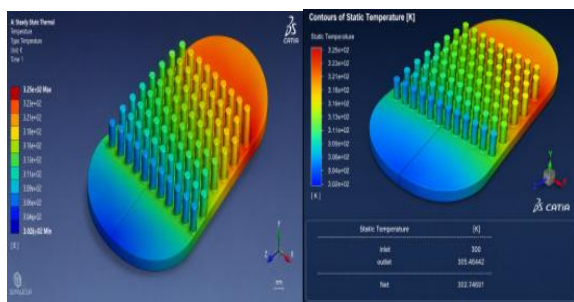 A: Steady State Thermal
Temperature
Type: Temperature
Unit: K
Time: 1
3.25e+02 Max
3.22e+02
3.21e+02
3.18e+02
3.16e+02
3.13e+02
3.11e+02
3.09e+02
3.06e+02
3.04e+02
3.02e+02 Min
[K]
CATIA
Contours of Static Temperature [K]
Static Temperature
3.25e+02
3.23e+02
3.21e+02
3.18e+02
3.16e+02
3.13e+02
3.11e+02
3.09e+02
3.06e+02
3.04e+02
3.02e+02
[K]
CATIA
Static Temperature [K]
inlet 300
outlet 305.46442
Net 302.74601